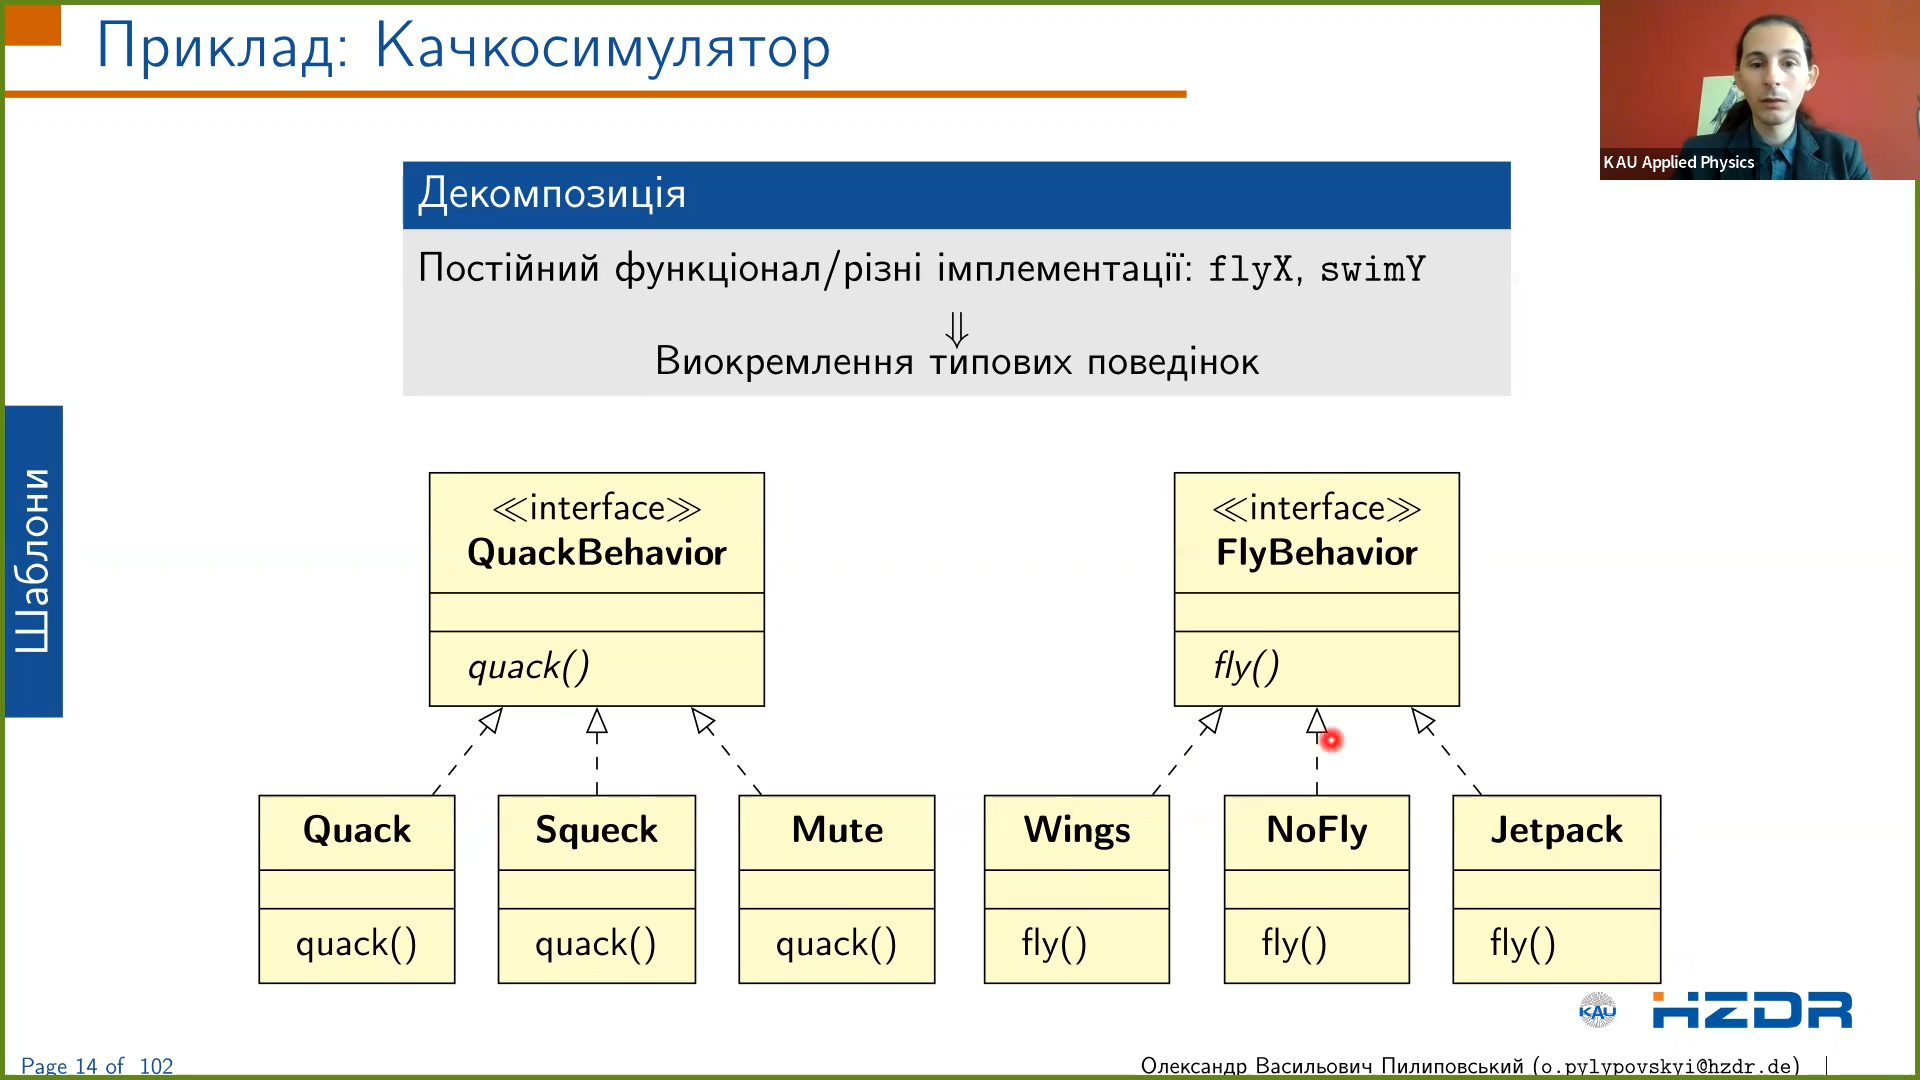 Приклад: Качкосимулятор
KAU Applied Physics
Декомпозиція
Постійний функціонал/різні імплементації: flyX, swimY
⇓
Виокремлення типових поведінок
Шаблони
≪interface≫
QuackBehavior
quack()
≪interface≫
FlyBehavior
fly()
Quack
quack()
Squeck
quack()
Mute
quack()
Wings
fly()
NoFly
fly()
Jetpack
fly()
KAU
HZDR
Page 14 of 102
Олександр Васильович Пилиповський (o.pylypovskyi@hzdr.de)